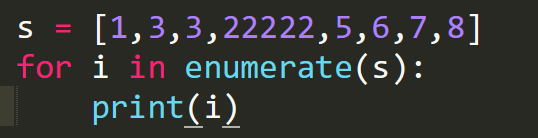 s = [1,3,3,22222,5,6,7,8]
for i in enumerate(s):
    print(i)